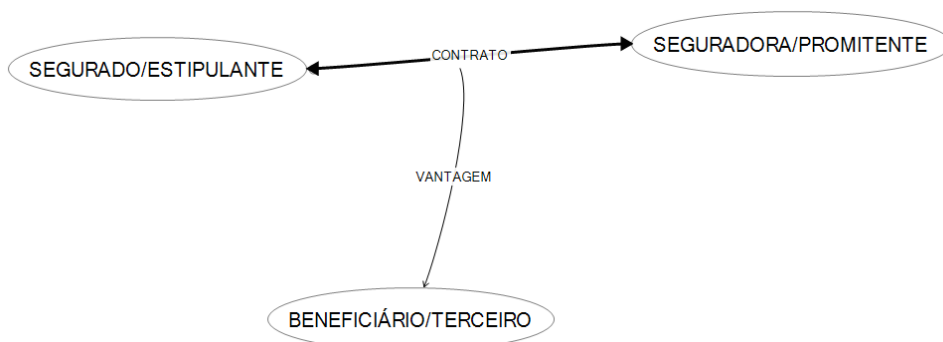 SEGURADORA/PROMITENTE
CONTRATO
SEGURADO/ESTIPULANTE
VANTAGEM
BENEFICIÁRIO/TERCEIRO